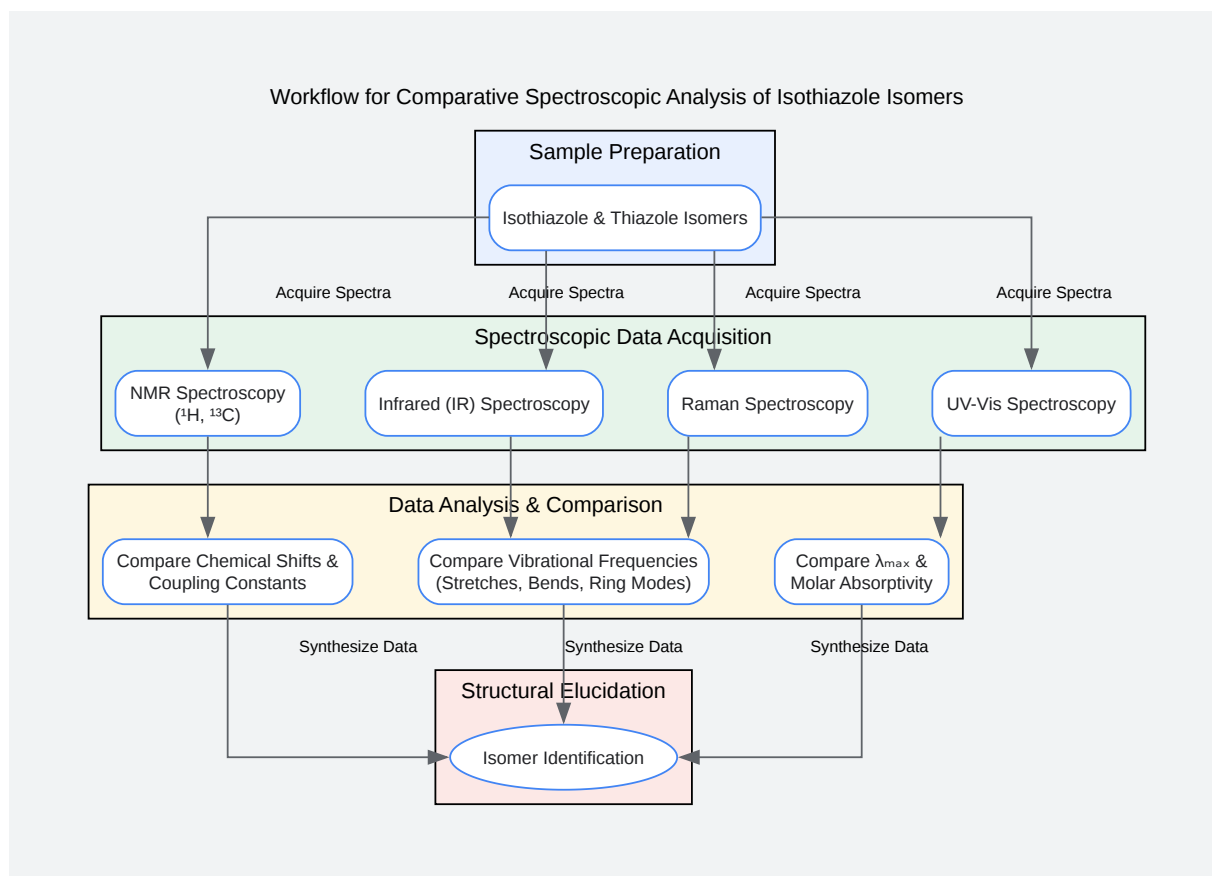 Workflow for Comparative Spectroscopic Analysis of Isothiazole Isomers
Sample Preparation
Isothiazole & Thiazole Isomers
Acquire Spectra
Acquire Spectra
Acquire Spectra
Acquire Spectra
Spectroscopic Data Acquisition
NMR Spectroscopy
(¹H, ¹³C)
Infrared (IR) Spectroscopy
Raman Spectroscopy
UV-Vis Spectroscopy
Data Analysis & Comparison
Compare Chemical Shifts &
Coupling Constants
Compare Vibrational Frequencies
(Stretches, Bends, Ring Modes)
Compare λₘₐₓ &
Molar Absorptivity
Synthesize Data
Synthesize Data
Synthesize Data
Structural Elucidation
Isomer Identification